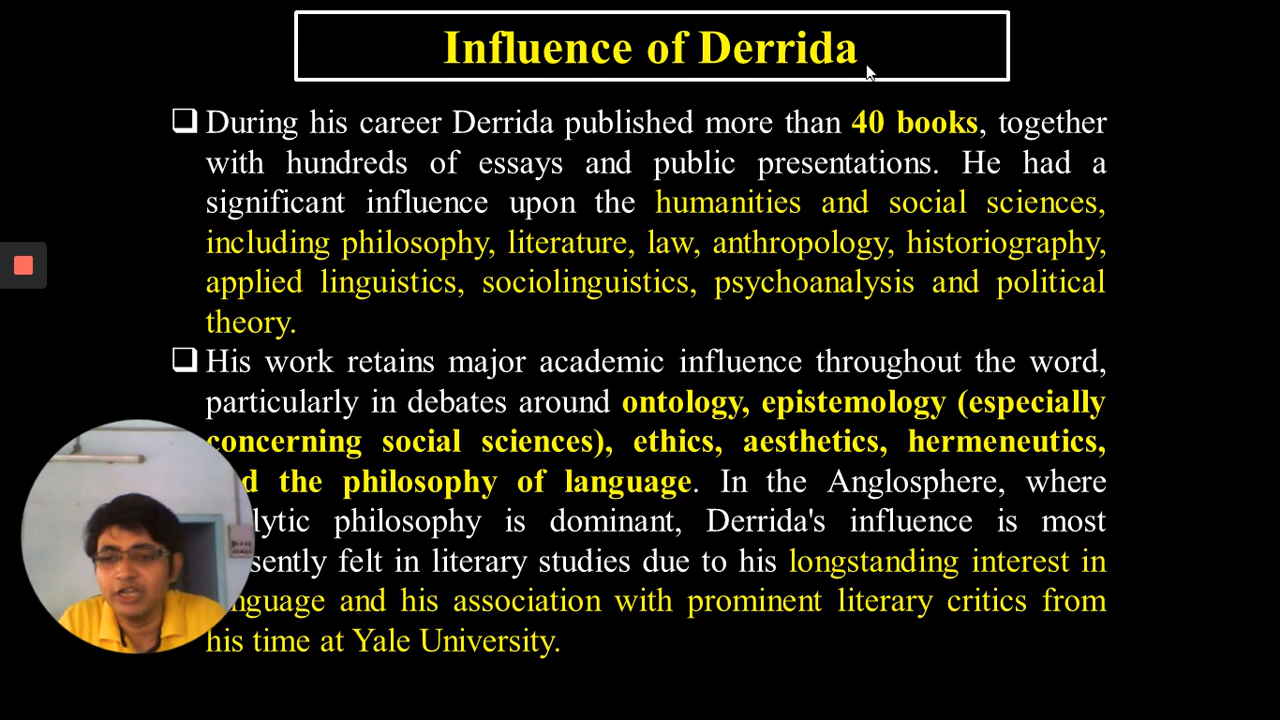 Influence of Derrida
During his career Derrida published more than 40 books, together
with hundreds of essays and public presentations. He had a
significant influence upon the humanities and social sciences,
including philosophy, literature, law, anthropology, historiography,
applied linguistics, sociolinguistics, psychoanalysis and political
theory.
His work retains major academic influence throughout the word,
particularly in debates around ontology, epistemology (especially
concerning social sciences), ethics, aesthetics, hermeneutics,
the philosophy of language. In the Anglosphere, where
philosophy is dominant, Derrida's influence is most
felt in literary studies due to his longstanding interest in
language and his association with prominent literary critics from
his time at Yale University.